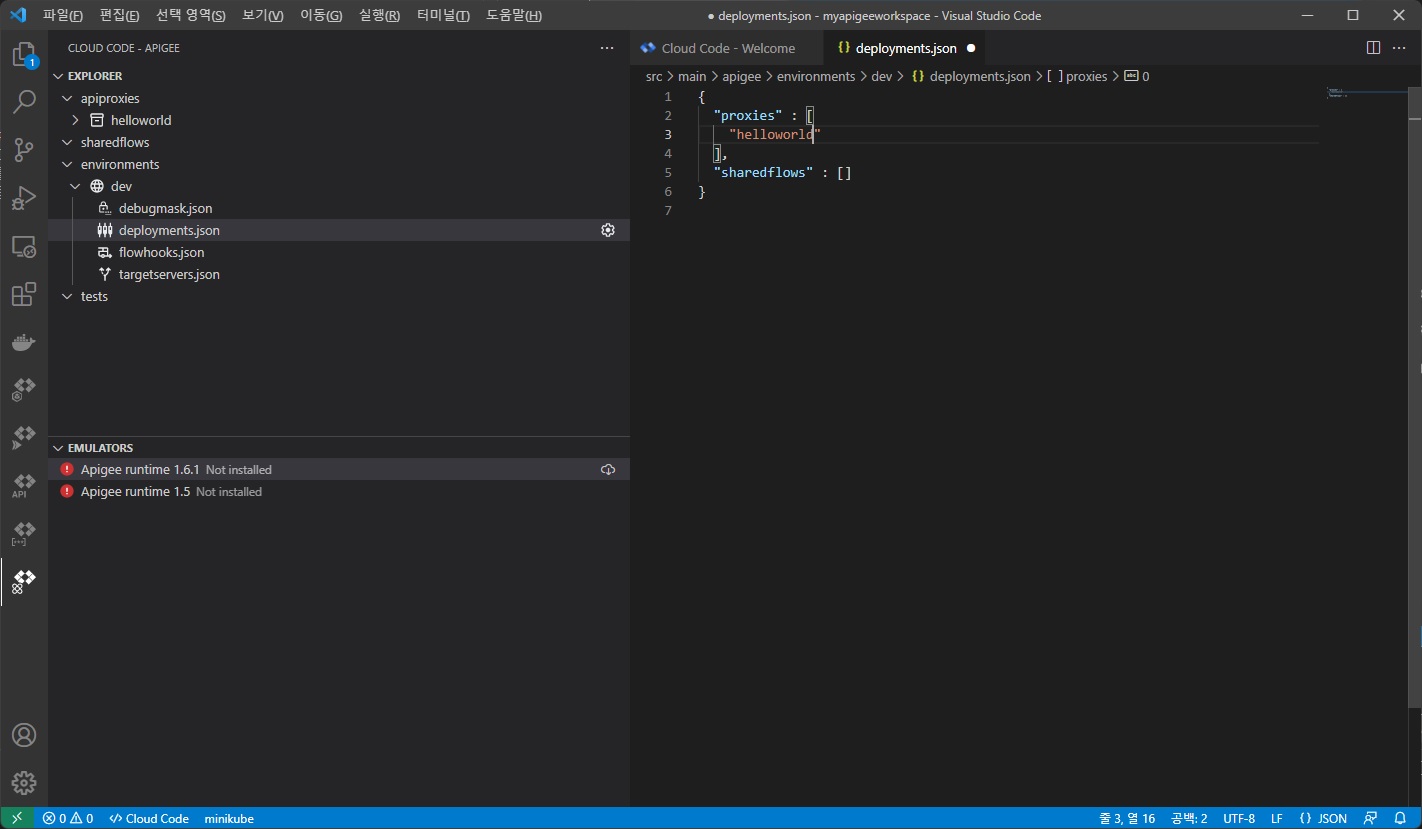 파일(F) 편집(E) 선택 영역(S) 보기(V) 이동(G) 실행(R) 터미널(T) 도움말(H) ● deployments.json - myapigeeworkspace - Visual Studio Code
CLOUD CODE - APIGEE
EXPLORER
apiproxies
helloworld
sharedflows
environments
dev
debugmask.json
deployments.json
flowhooks.json
targetservers.json
tests
EMULATORS
Apigee runtime 1.6.1 Not installed
Apigee runtime 1.5 Not installed
1
API
Cloud Code - Welcome {} deployments.json ●
src > main > apigee > environments > dev > {} deployments.json > [ ] proxies > abc 0
1 {
2 "proxies" : [
3 "helloworld"
4 ],
5 "sharedflows" : []
6 }
7
0 0 Cloud Code minikube 줄 3, 열 16 공백: 2 UTF-8 LF {} JSON